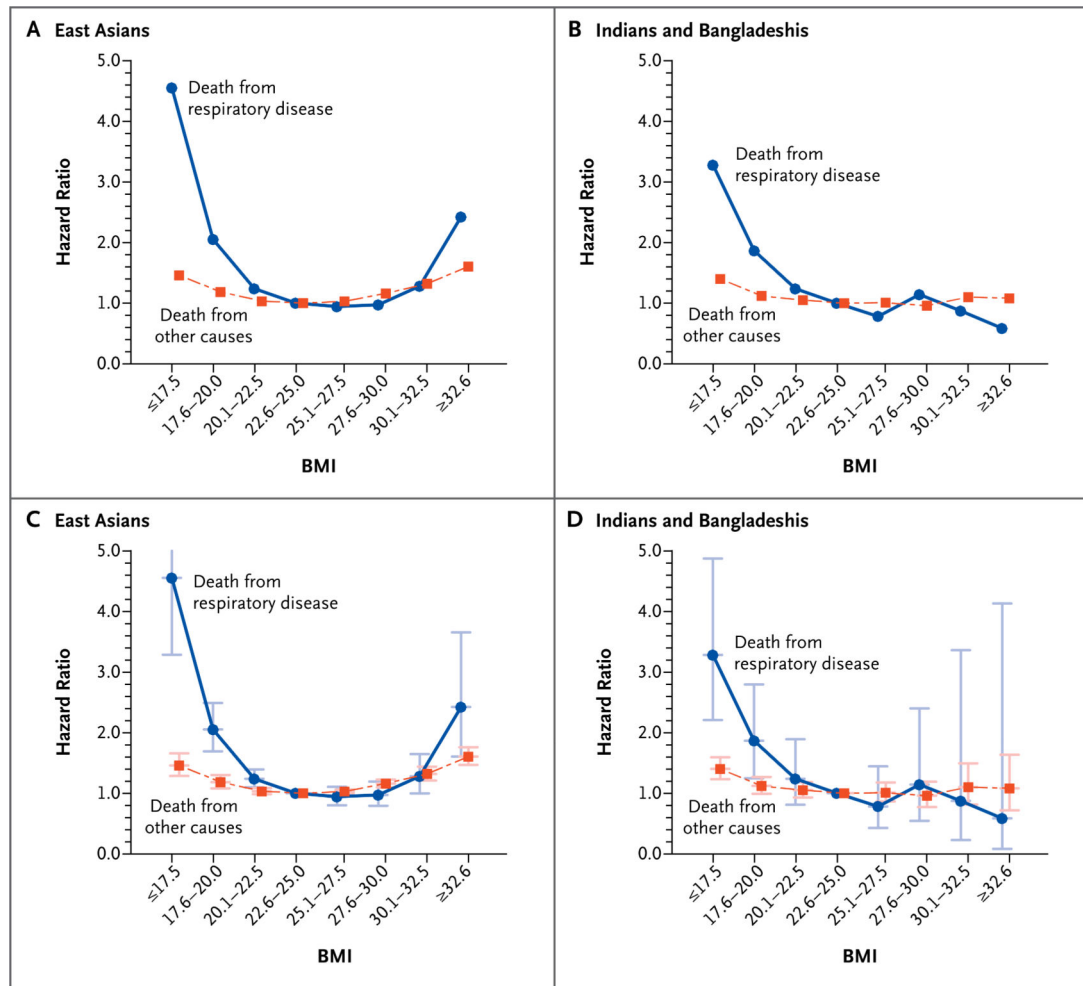 A East Asians
5.0
4.0
3.0
2.0
1.0
0.0
Hazard Ratio
Death from
respiratory disease
Death from
other causes
≤17.5
17.6–20.0
20.1–22.5
22.6–25.0
25.1–27.5
27.6–30.0
30.1–32.5
≥32.6
BMI
B Indians and Bangladeshis
5.0
4.0
3.0
2.0
1.0
0.0
Hazard Ratio
Death from
respiratory disease
Death from
other causes
≤17.5
17.6–20.0
20.1–22.5
22.6–25.0
25.1–27.5
27.6–30.0
30.1–32.5
≥32.6
BMI
C East Asians
5.0
4.0
3.0
2.0
1.0
0.0
Hazard Ratio
Death from
respiratory disease
Death from
other causes
≤17.5
17.6–20.0
20.1–22.5
22.6–25.0
25.1–27.5
27.6–30.0
30.1–32.5
≥32.6
BMI
D Indians and Bangladeshis
5.0
4.0
3.0
2.0
1.0
0.0
Hazard Ratio
Death from
respiratory disease
Death from
other causes
≤17.5
17.6–20.0
20.1–22.5
22.6–25.0
25.1–27.5
27.6–30.0
30.1–32.5
≥32.6
BMI